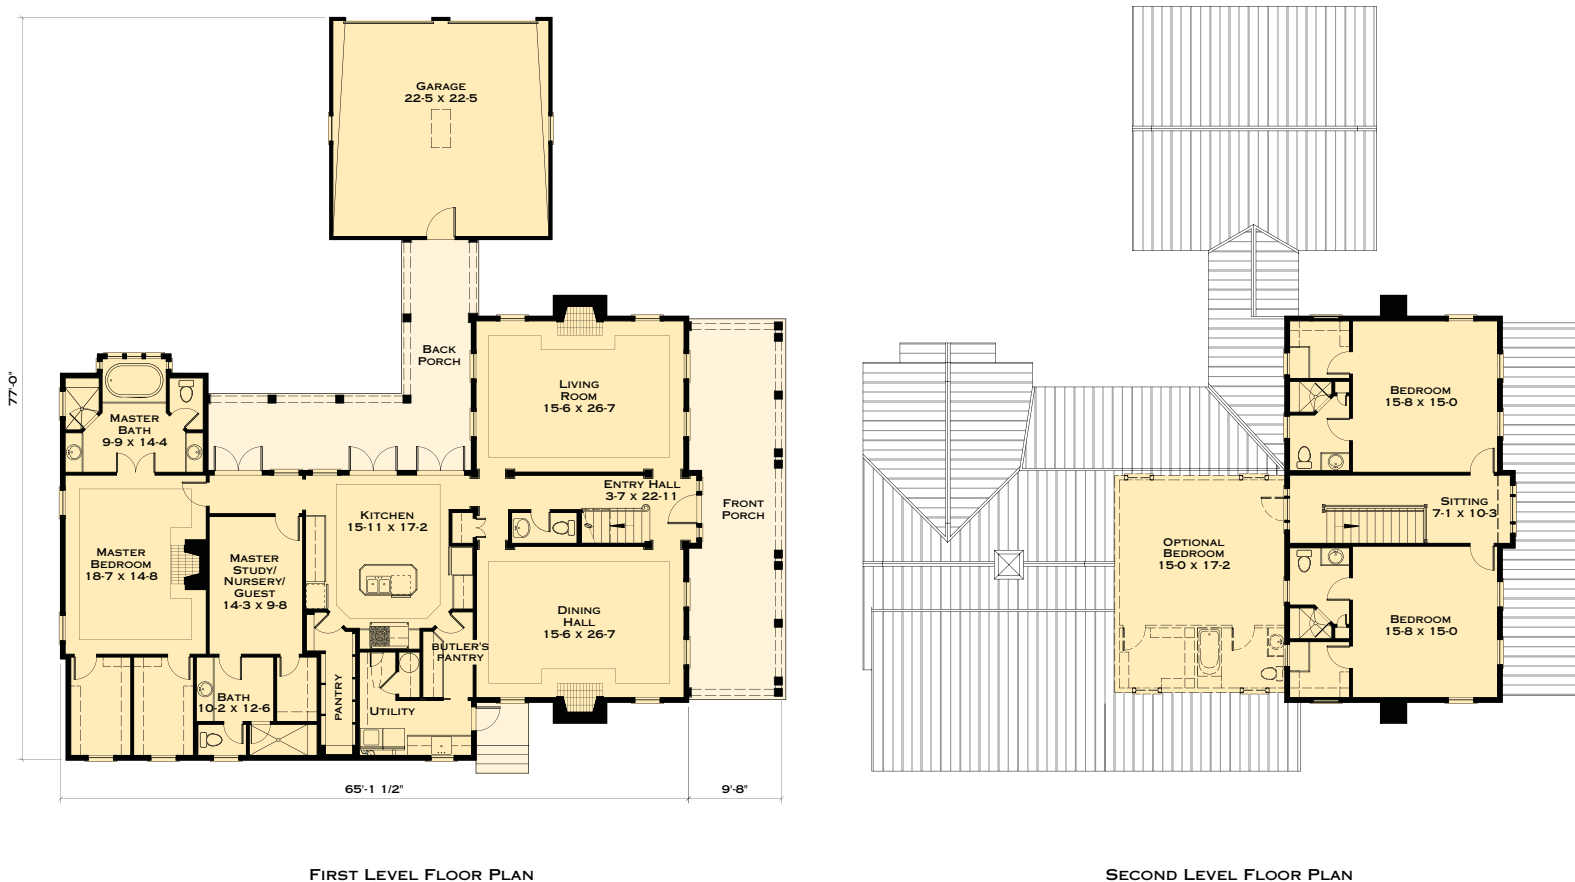 GARAGE
22-5 X 22-5
BACK
PORCH
LIVING
ROOM
15-6 X 26-7
77'-0"
MASTER
BATH
9-9 X 14-4
ENTRY HALL
3-7 X 22-11
FRONT
PORCH
KITCHEN
15-11 X 17-2
MASTER
BEDROOM
18-7 X 14-8
MASTER
STUDY/
NURSERY/
GUEST
14-3 X 9-8
DINING
HALL
15-6 X 26-7
BUTLER'S
PANTRY
PANTRY
BATH
10-2 X 12-6
UTILITY
65'-1 1/2"
9'-8"
FIRST LEVEL FLOOR PLAN
BEDROOM
15-8 X 15-0
SITTING
7-1 X 10-3
OPTIONAL
BEDROOM
15-0 X 17-2
BEDROOM
15-8 X 15-0
SECOND LEVEL FLOOR PLAN